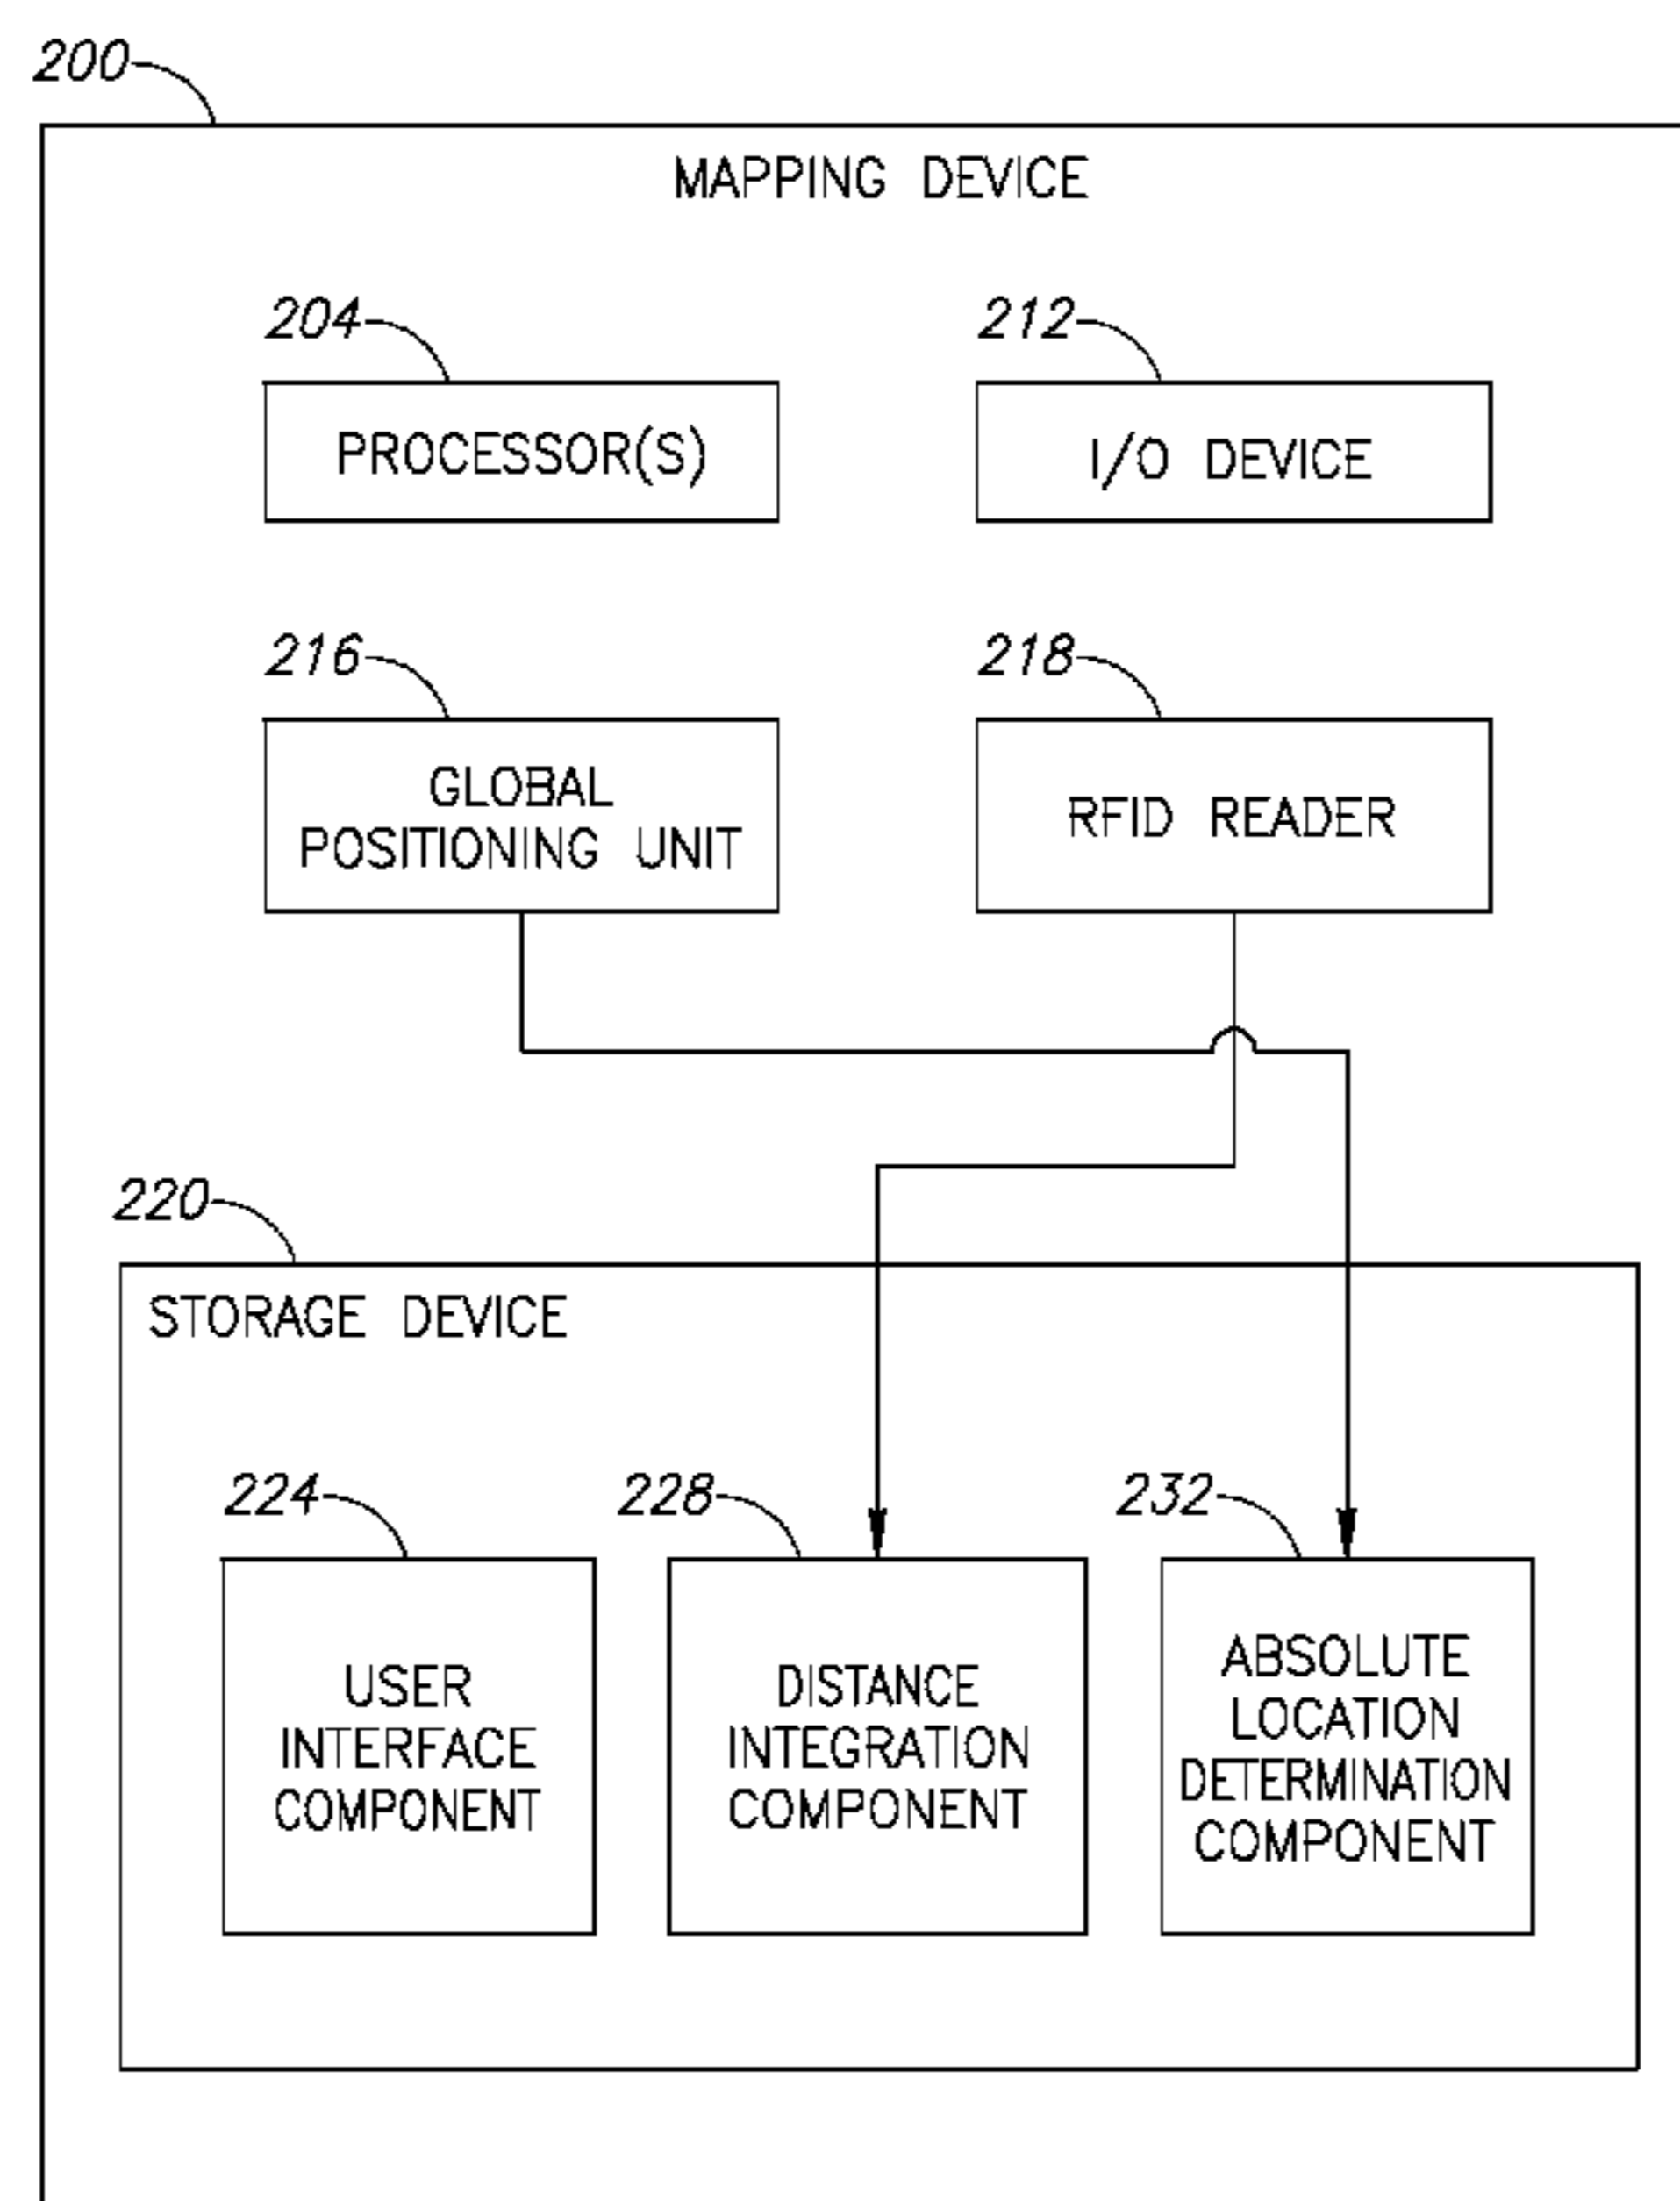 200
MAPPING DEVICE
204
212
PROCESSOR(S)
I/O DEVICE
216
218
GLOBAL
POSITIONING UNIT
RFID READER
220
STORAGE DEVICE
224
228
232
USER
INTERFACE
COMPONENT
DISTANCE
INTEGRATION
COMPONENT
ABSOLUTE
LOCATION
DETERMINATION
COMPONENT